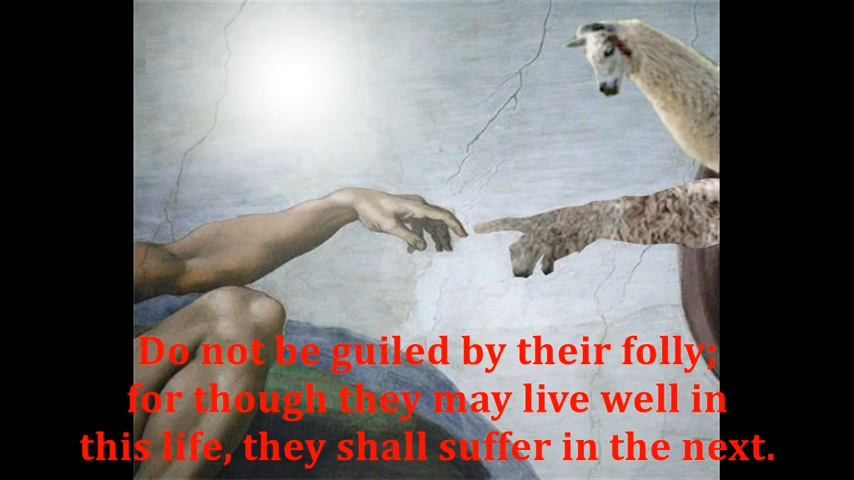 Do not be guiled by their folly;
for though they may live well in
this life, they shall suffer in the next.